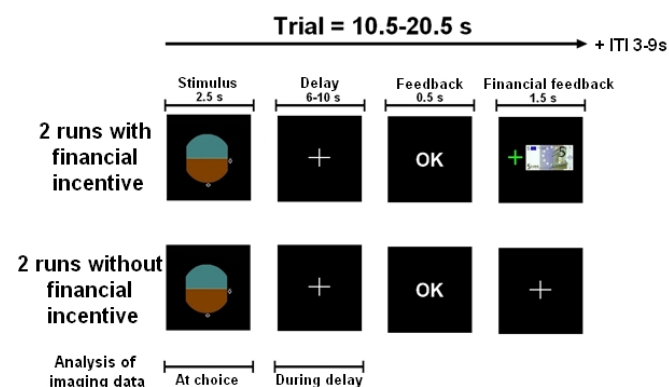 Trial = 10.5-20.5 s
+ ITI 3-9s
Stimulus
2.5 s
Delay
6-10 s
Feedback
0.5 s
Financial feedback
1.5 s
2 runs with
financial
incentive
OK
+
5
2 runs without
financial
incentive
OK
Analysis of
imaging data
At choice
During delay